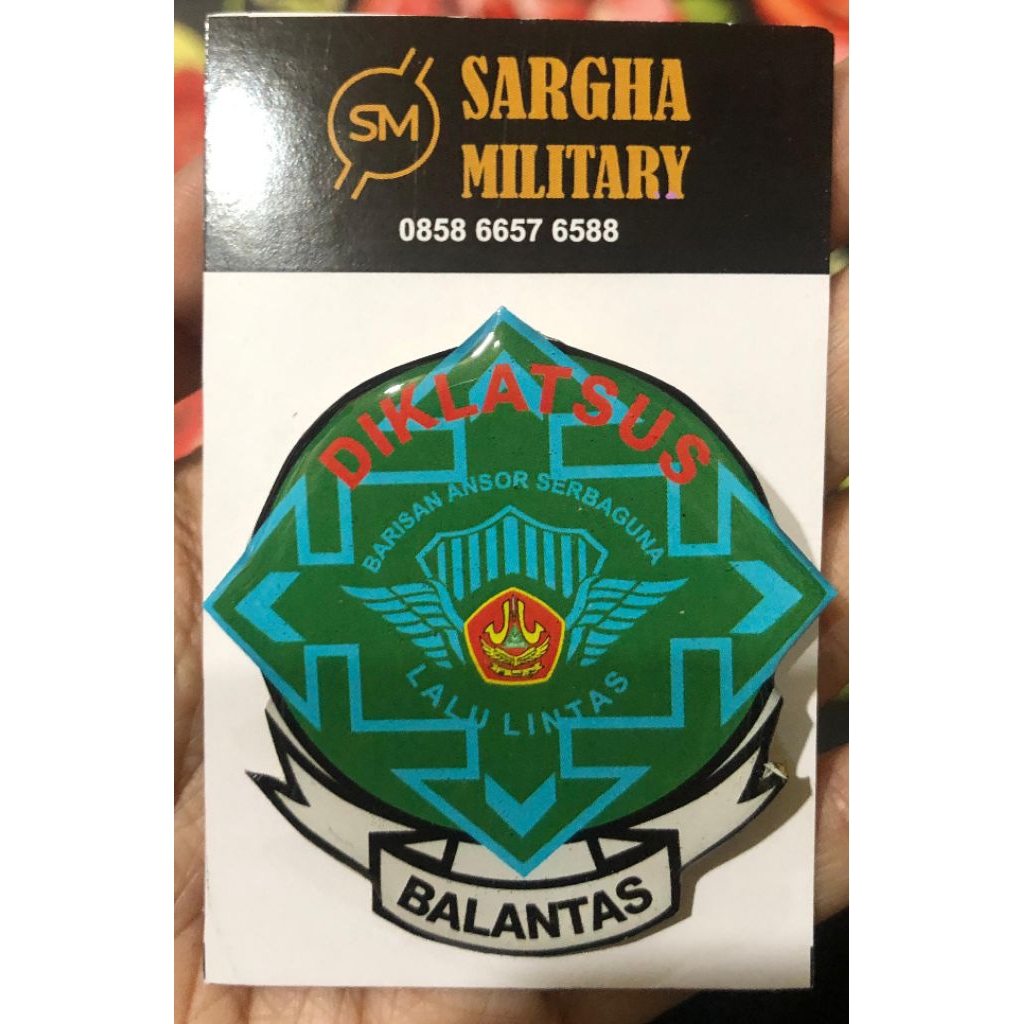 SM
SARGHA
MILITARY
0858 6657 6588
DIKLATSUS
BARISAN ANSOR SERBAGUNA
LALU LINTAS
BALANTAS